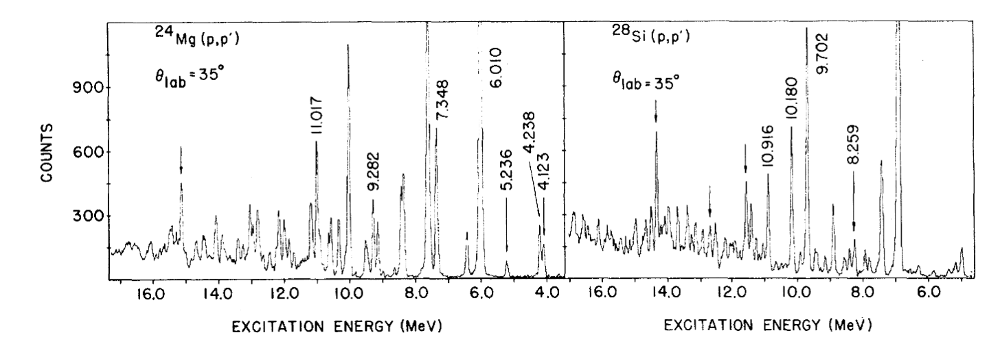 ²⁴Mg (p,p′)
θlab = 35°
11.017
9.282
7.348
6.010
5.236
4.238
4.123
900
600
300
COUNTS
16.0 14.0 12.0 10.0 8.0 6.0 4.0
EXCITATION ENERGY (MeV)
²⁸Si (p,p′)
θlab = 35°
10.916
10.180
9.702
8.259
16.0 14.0 12.0 10.0 8.0 6.0
EXCITATION ENERGY (MeV)